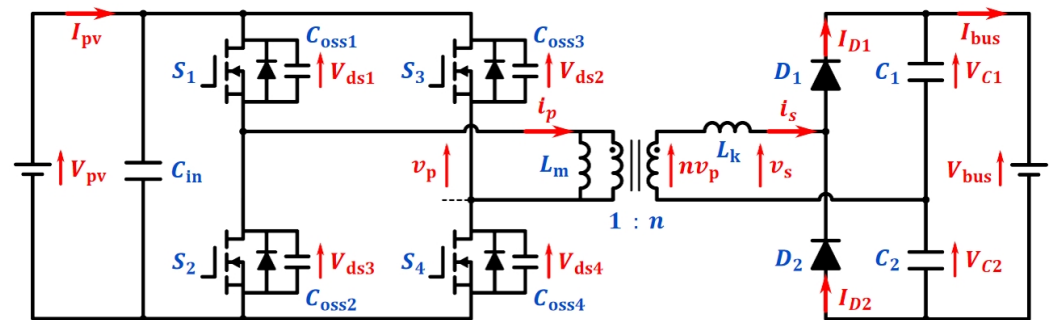 I_pv
C_oss1
C_oss3
I_D1
I_bus
S_1
V_ds1
S_3
V_ds2
D_1
C_1
V_C1
i_p
i_s
V_pv
C_in
v_p
L_m
nv_p
L_k
v_s
V_bus
1 : n
S_2
V_ds3
S_4
V_ds4
D_2
C_2
V_C2
C_oss2
C_oss4
I_D2